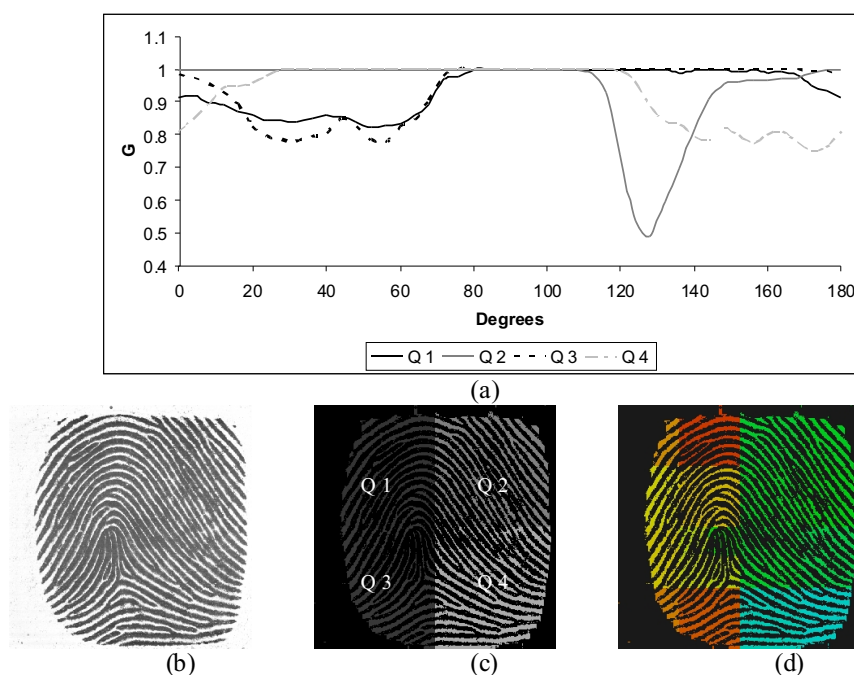 1.1
1
0.9
0.8
0.7
0.6
0.5
0.4
G
0 20 40 60 80 100 120 140 160 180
Degrees
Q 1 Q 2 Q 3 Q 4
(a)
Q 1 Q 2
Q 3 Q 4
(b) (c) (d)